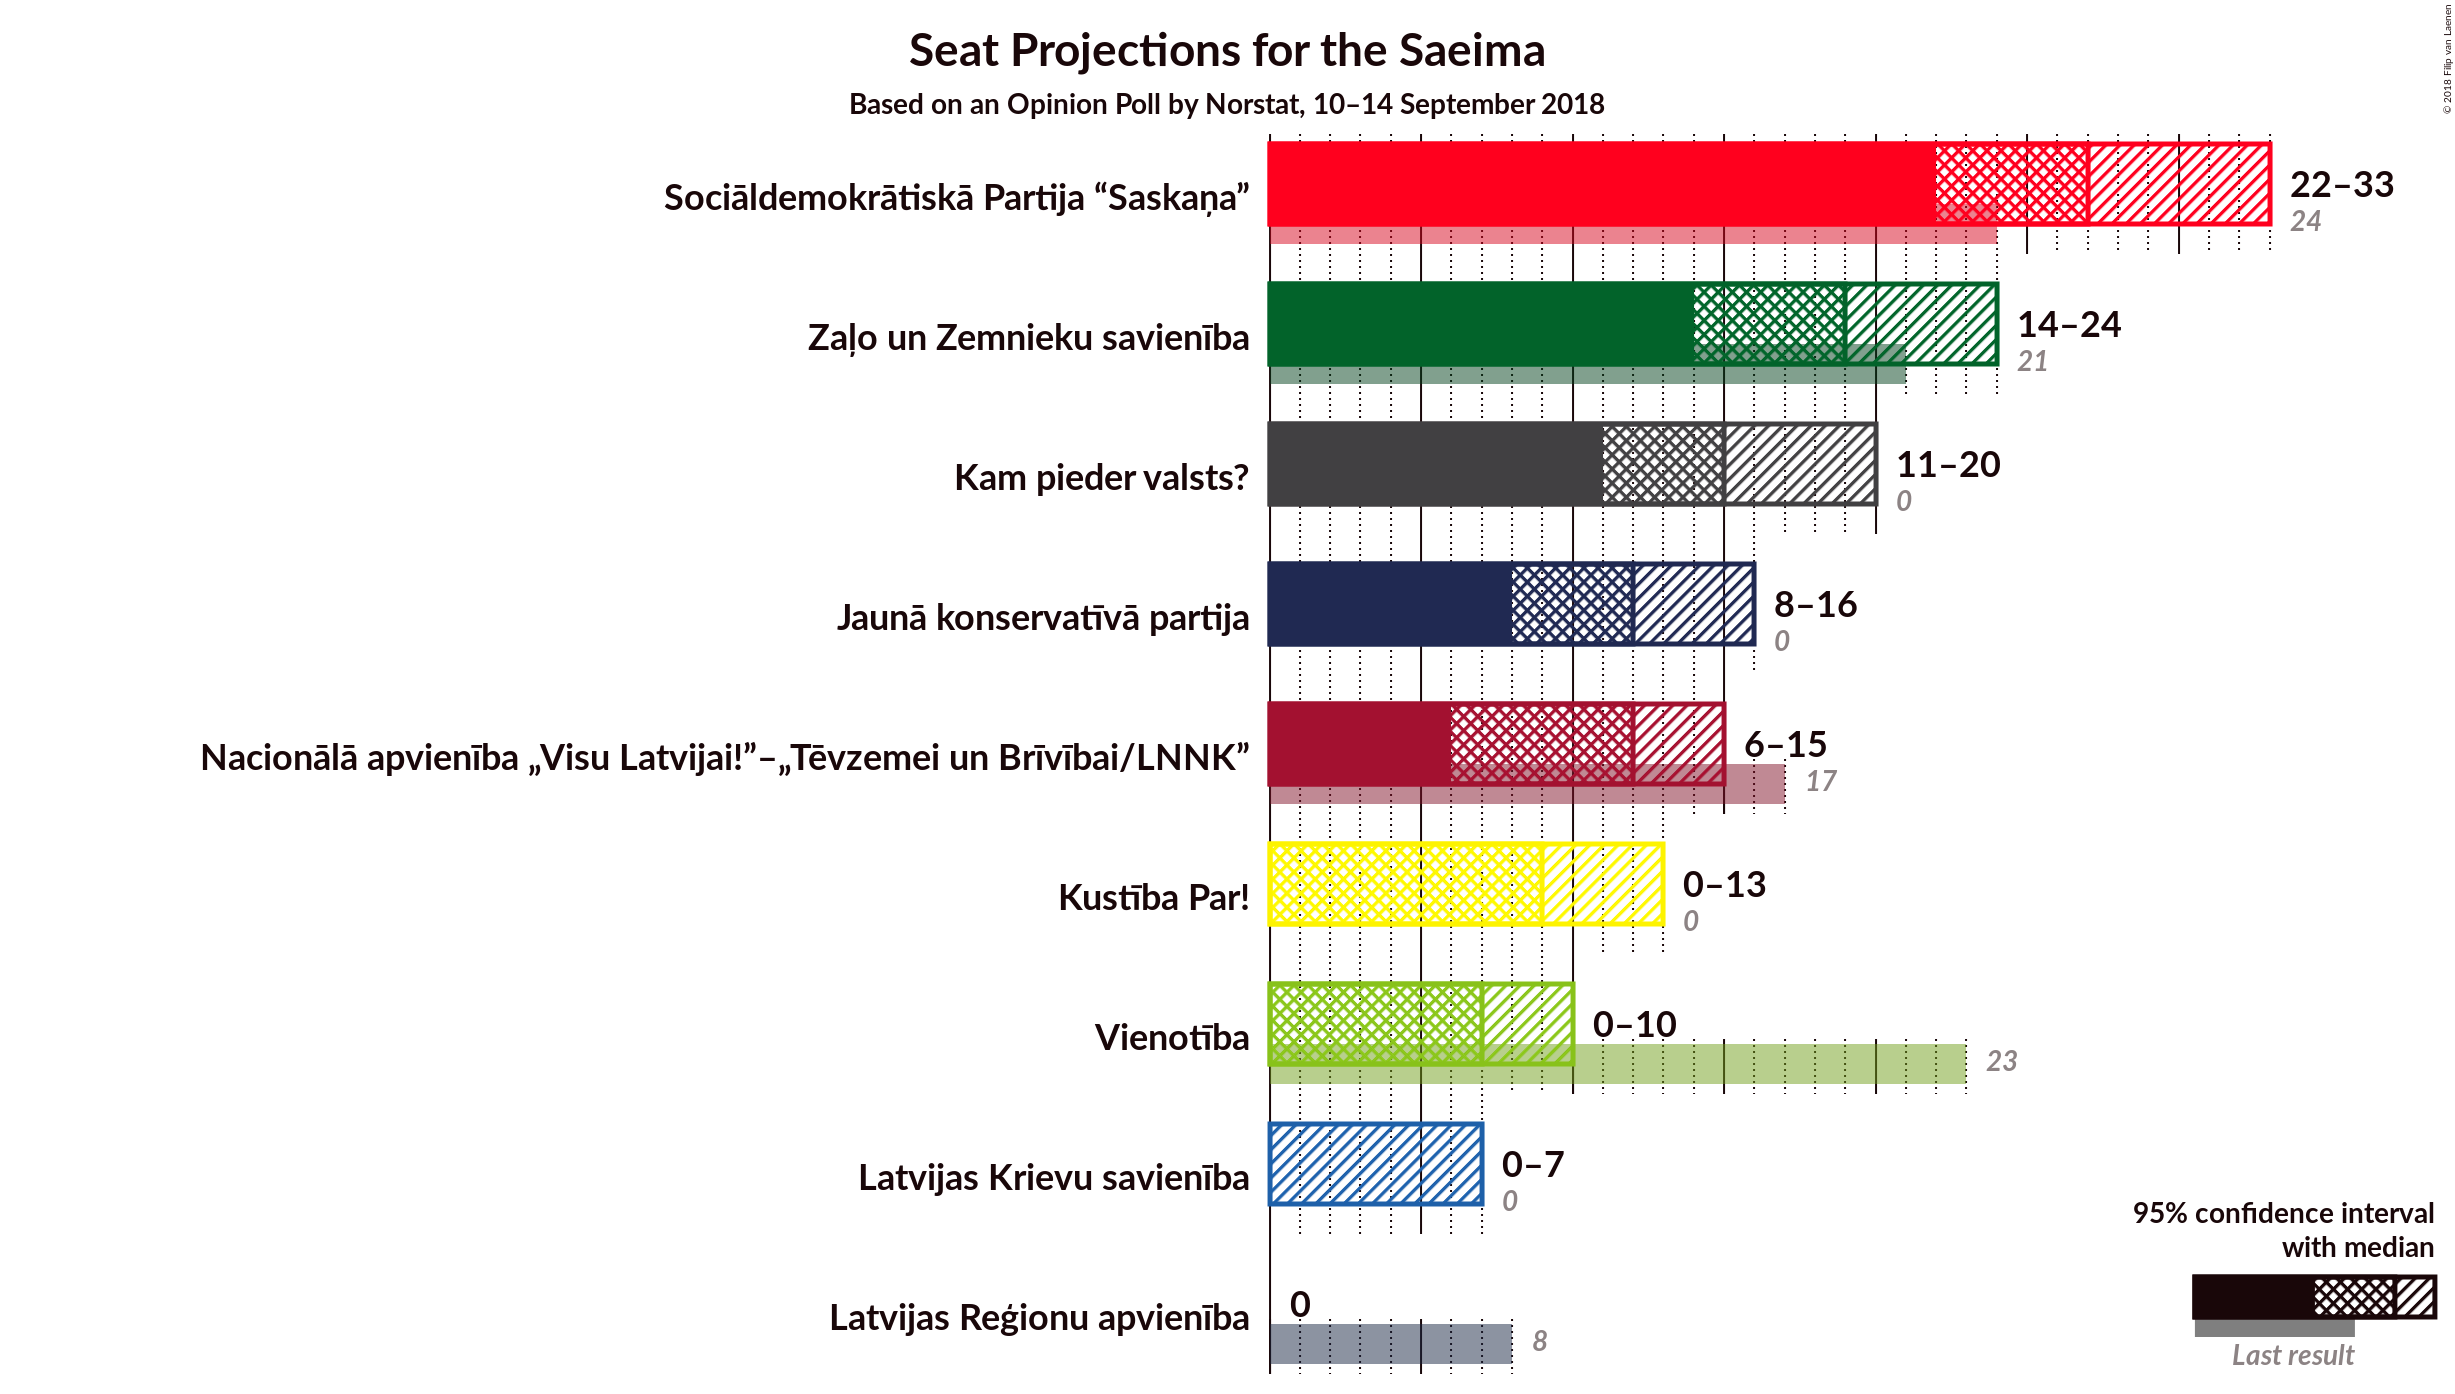 Seat Projections for the Saeima
Based on an Opinion Poll by Norstat, 10–14 September 2018
© 2018 Filip van Laenen
Sociāldemokrātiskā Partija “Saskaņa”
22–33
24
Zaļo un Zemnieku savienība
14–24
21
Kam pieder valsts?
11–20
0
Jaunā konservatīvā partija
8–16
0
Nacionālā apvienība „Visu Latvijai!”–„Tēvzemei un Brīvībai/LNNK”
6–15
17
Kustība Par!
0–13
0
Vienotība
0–10
23
Latvijas Krievu savienība
0–7
0
Latvijas Reģionu apvienība
0
8
95% confidence interval
with median
Last result